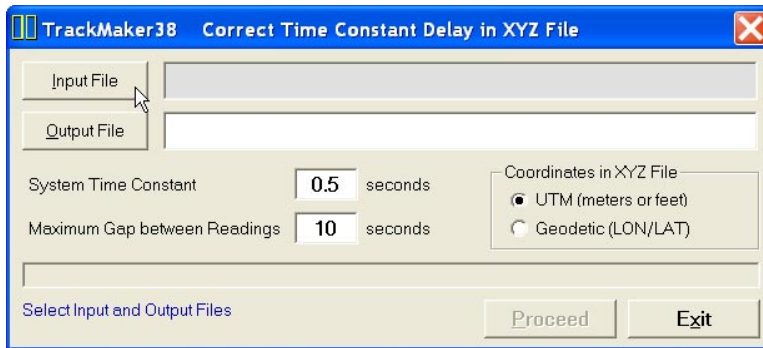 TrackMaker38 Correct Time Constant Delay in XYZ File
Input File
Output File
System Time Constant 0.5 seconds
Maximum Gap between Readings 10 seconds
Coordinates in XYZ File
UTM (meters or feet)
Geodetic (LON/LAT)
Select Input and Output Files
Proceed
Exit